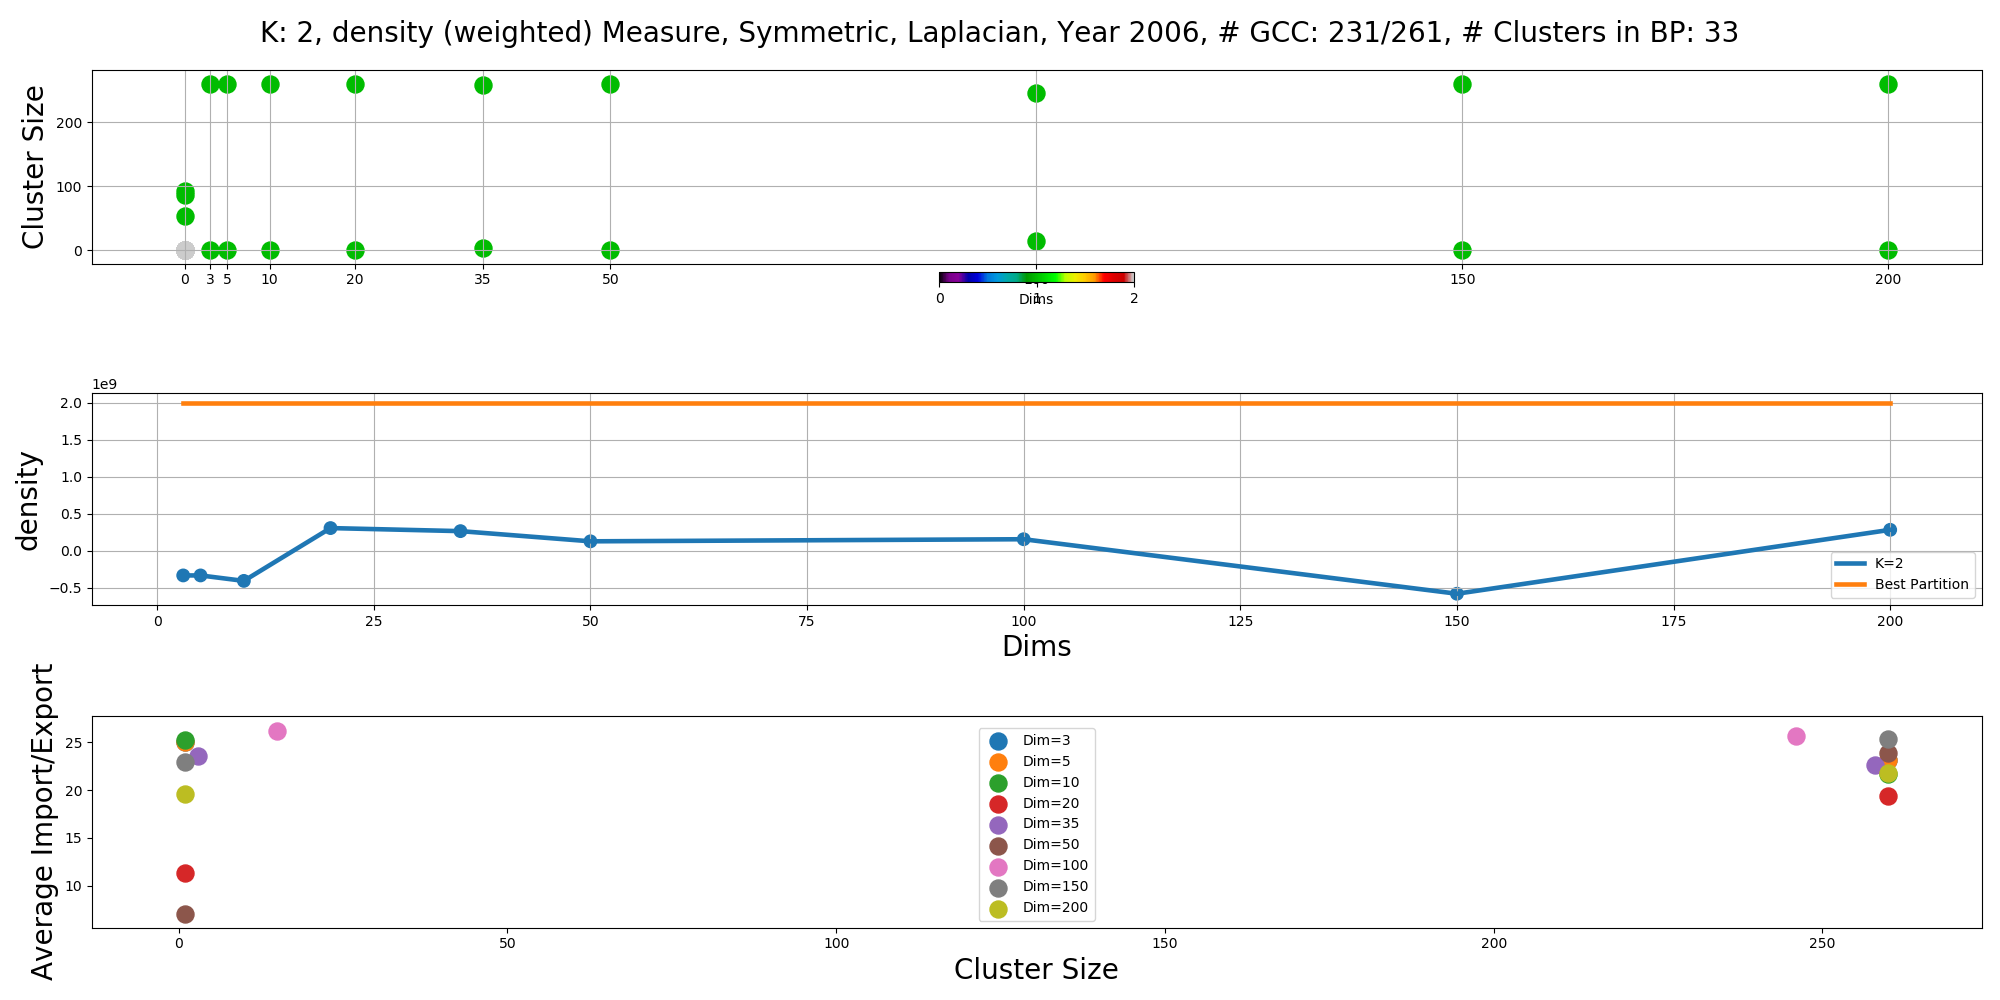 K: 2, density (weighted) Measure, Symmetric, Laplacian, Year 2006, # GCC: 231/261, # Clusters in BP: 33
Cluster Size
200
100
0
0 3 5 10 20 35 50 150 200
0 1 2
Dims
1e9
density
2.0
1.5
1.0
0.5
0.0
−0.5
K=2
Best Partition
0 25 50 75 100 125 150 175 200
Dims
Average Import/Export
25
20
15
10
Dim=3
Dim=5
Dim=10
Dim=20
Dim=35
Dim=50
Dim=100
Dim=150
Dim=200
0 50 100 150 200 250
Cluster Size